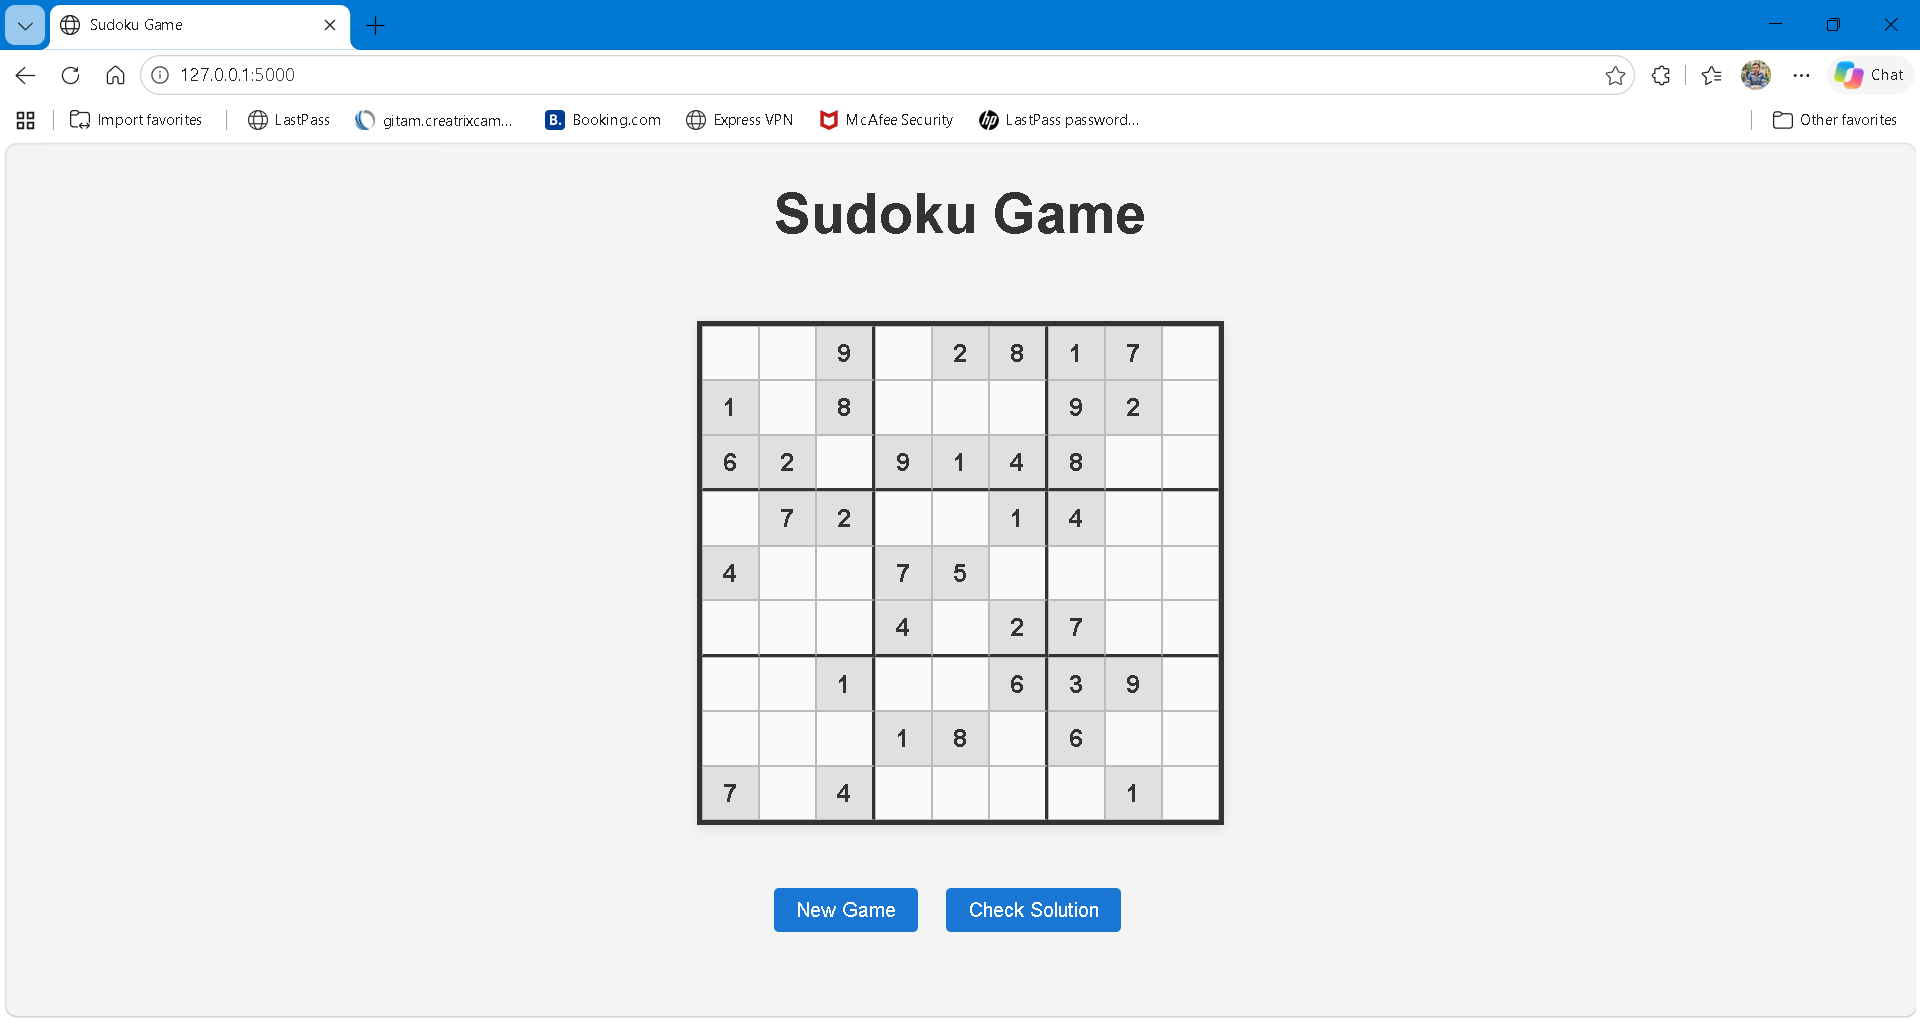 Sudoku Game
127.0.0.1:5000
Chat
Import favorites
LastPass
gitam.creatrixcam...
B. Booking.com
Express VPN
McAfee Security
hp LastPass password...
Other favorites
Sudoku Game
9 2 8 1 7
1 8 9 2
6 2 9 1 4 8
7 2 1 4
4 7 5
4 2 7
1 6 3 9
1 8 6
7 4 1
New Game
Check Solution